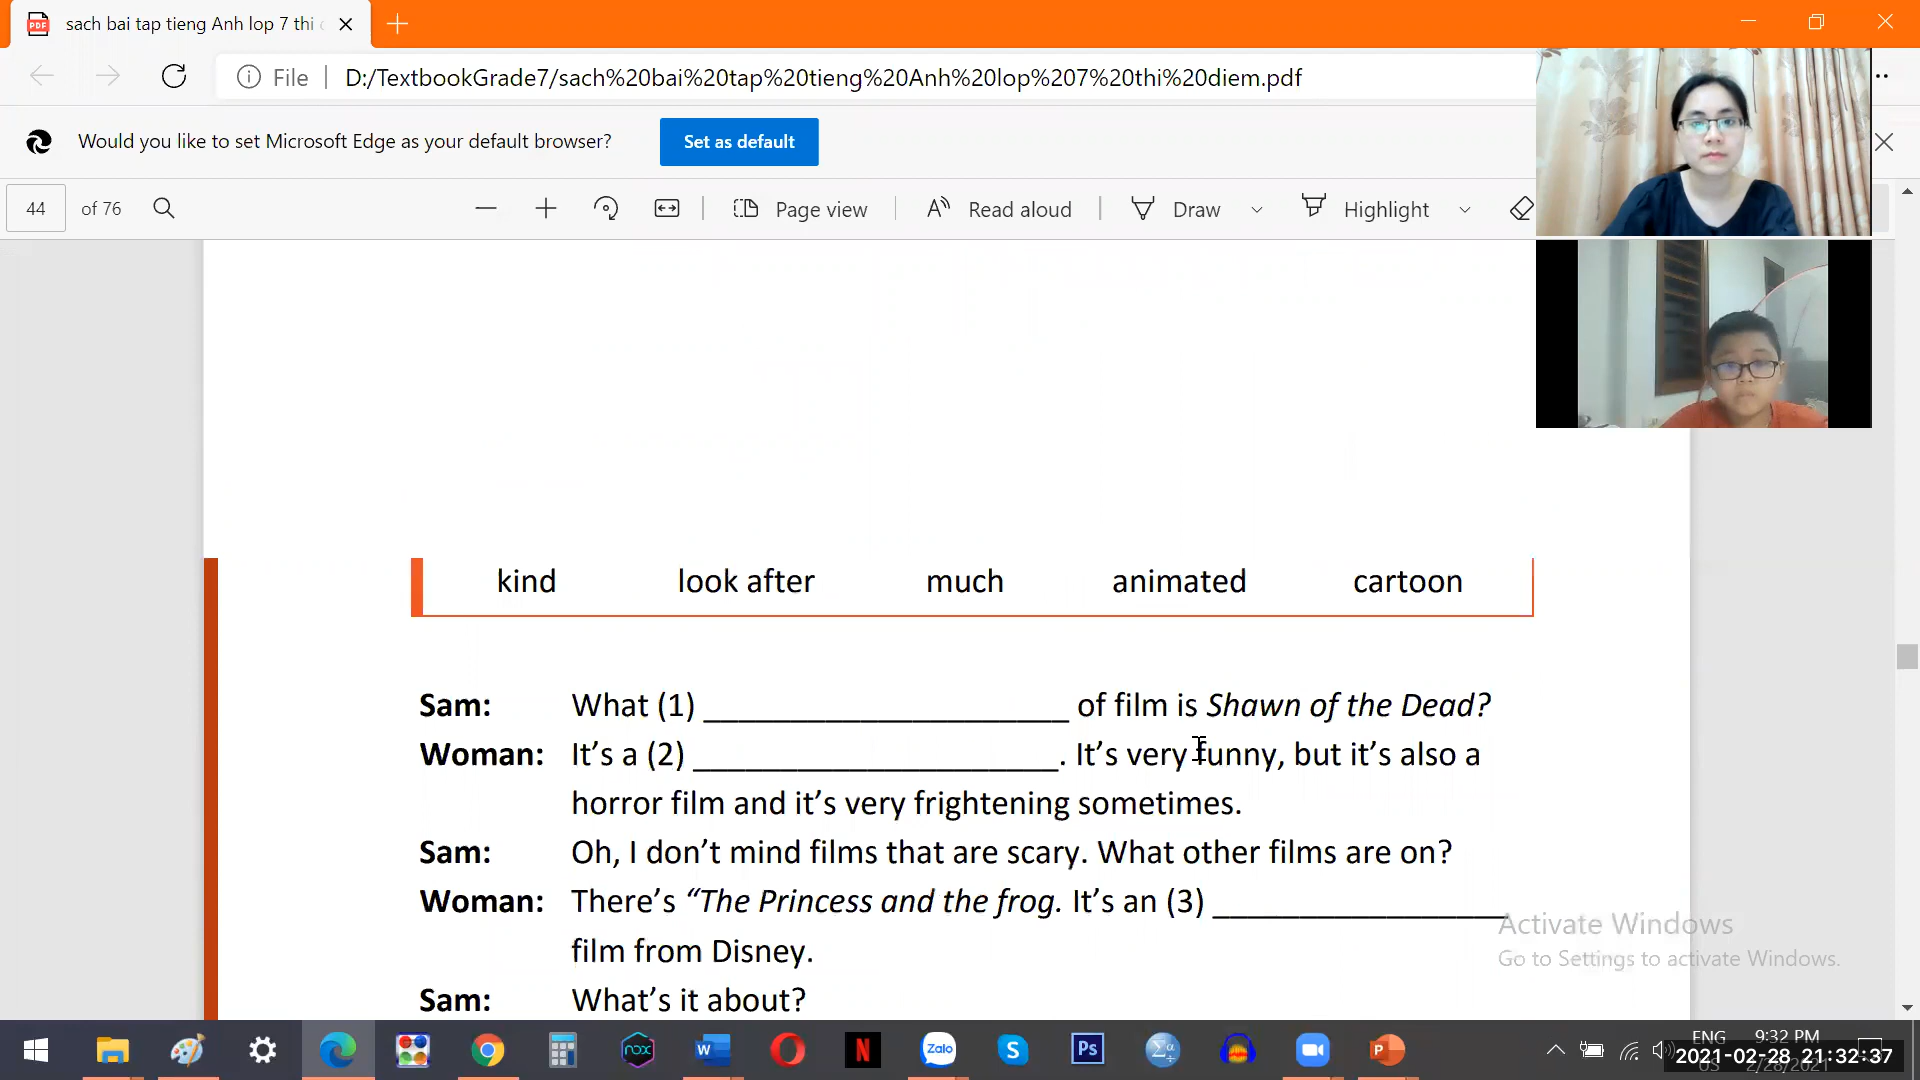 sach bai tap tieng Anh lop 7 thi
File D:/TextbookGrade7/sach%20bai%20tap%20tieng%20Anh%20lop%207%20thi%20diem.pdf
Would you like to set Microsoft Edge as your default browser? Set as default
44 of 76 Page view Read aloud Draw Highlight
kind look after much animated cartoon
Sam: What (1) ______________________ of film is Shawn of the Dead?
Woman: It’s a (2) ______________________. It’s very funny, but it’s also a
horror film and it’s very frightening sometimes.
Sam: Oh, I don’t mind films that are scary. What other films are on?
Woman: There’s “The Princess and the frog. It’s an (3) __________________
film from Disney.
Sam: What’s it about?
Activate Windows
Go to Settings to activate Windows.
ENG 9:32 PM
2021-02-28 21:32:37